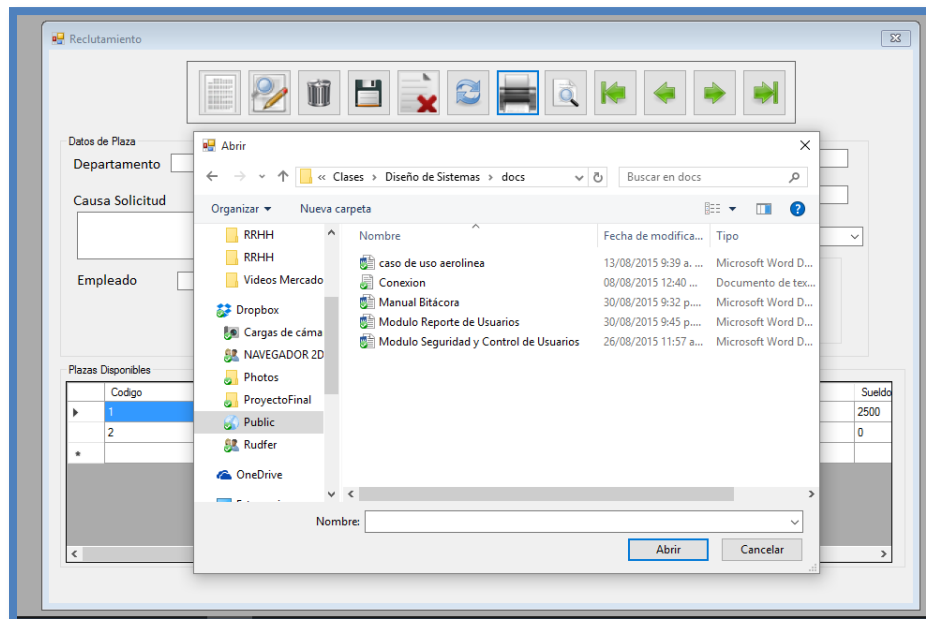 Reclutamiento
Datos de Plaza
Departamento
Causa Solicitud
Empleado
Abrir
« Clases > Diseño de Sistemas > docs
Buscar en docs
Organizar Nueva carpeta
RRHH
RRHH
Videos Mercado
Dropbox
Cargas de cáma
NAVEGADOR 2D
Photos
ProyectoFinal
Public
Rudfer
OneDrive
Nombre Fecha de modifica... Tipo
caso de uso aerolinea 13/08/2015 9:39 a. ... Microsoft Word D...
Conexion 08/08/2015 12:40 ... Documento de tex...
Manual Bitácora 30/08/2015 9:32 p.... Microsoft Word D...
Modulo Reporte de Usuarios 30/08/2015 9:45 p.... Microsoft Word D...
Modulo Seguridad y Control de Usuarios 26/08/2015 11:57 a... Microsoft Word D...
Nombre:
Abrir Cancelar
Plazas Disponibles
Codigo Sueldo
1 2500
2 0